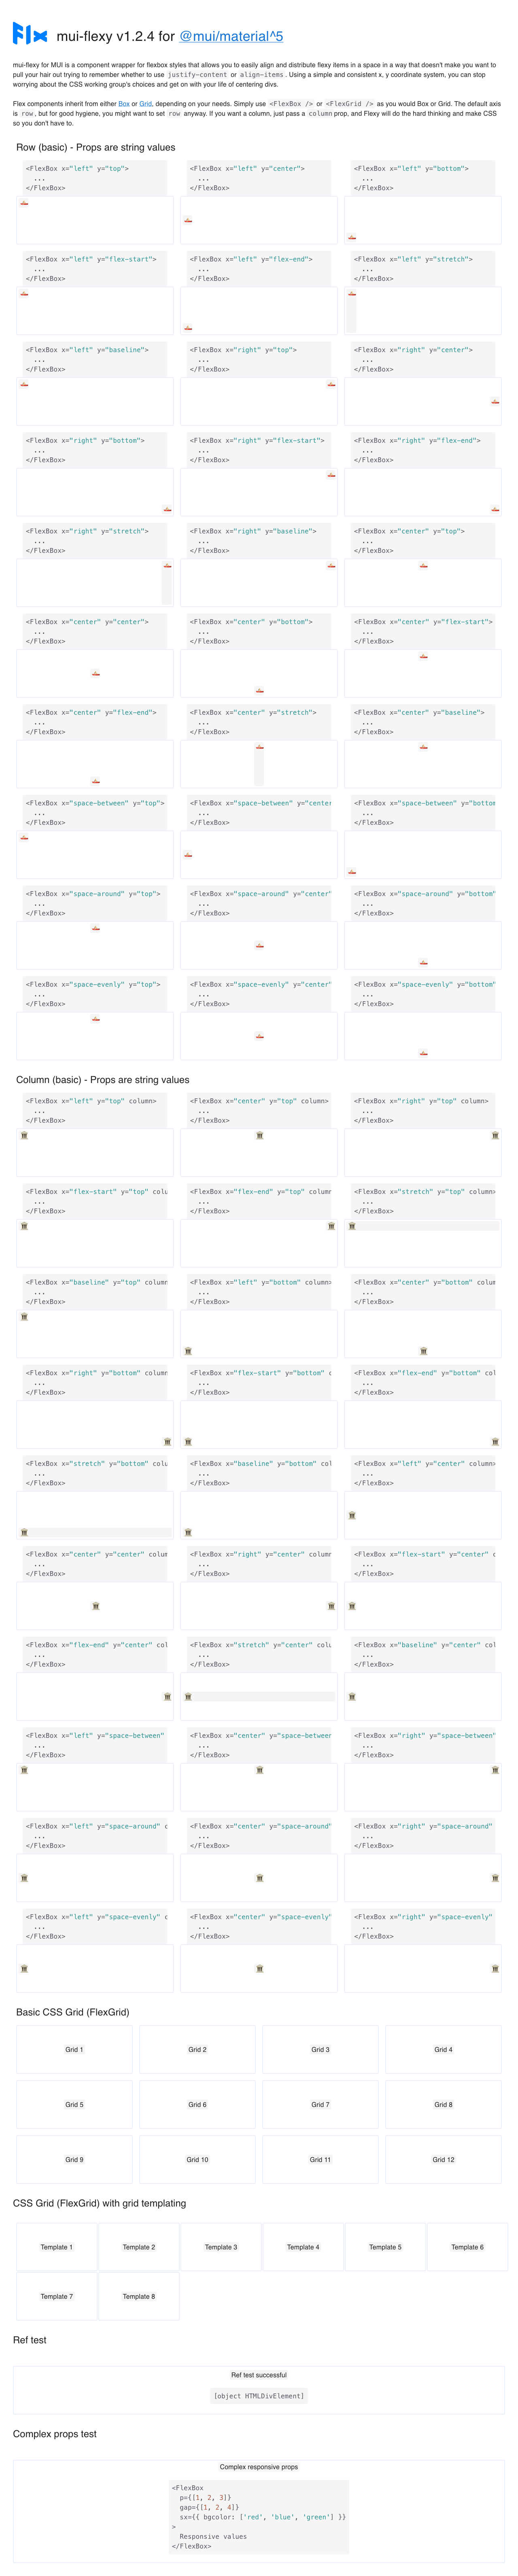 Flx mui-flexy v1.2.4 for @mui/material^5
mui-flexy for MUI is a component wrapper for flexbox styles that allows you to easily align and distribute flexy items in a space in a way that doesn't make you want to
pull your hair out trying to remember whether to use justify-content or align-items. Using a simple and consistent x, y coordinate system, you can stop
worrying about the CSS working group's choices and get on with your life of centering divs.
Flex components inherit from either Box or Grid, depending on your needs. Simply use <FlexBox /> or <FlexGrid /> as you would Box or Grid. The default axis
is row, but for good hygiene, you might want to set row anyway. If you want a column, just pass a column prop, and Flexy will do the hard thinking and make CSS
so you don't have to.
Row (basic) - Props are string values
<FlexBox x="left" y="top">
...
</FlexBox>
<FlexBox x="left" y="center">
...
</FlexBox>
<FlexBox x="left" y="bottom">
...
</FlexBox>
<FlexBox x="left" y="flex-start">
...
</FlexBox>
<FlexBox x="left" y="flex-end">
...
</FlexBox>
<FlexBox x="left" y="stretch">
...
</FlexBox>
<FlexBox x="left" y="baseline">
...
</FlexBox>
<FlexBox x="right" y="top">
...
</FlexBox>
<FlexBox x="right" y="center">
...
</FlexBox>
<FlexBox x="right" y="bottom">
...
</FlexBox>
<FlexBox x="right" y="flex-start">
...
</FlexBox>
<FlexBox x="right" y="flex-end">
...
</FlexBox>
<FlexBox x="right" y="stretch">
...
</FlexBox>
<FlexBox x="right" y="baseline">
...
</FlexBox>
<FlexBox x="center" y="top">
...
</FlexBox>
<FlexBox x="center" y="center">
...
</FlexBox>
<FlexBox x="center" y="bottom">
...
</FlexBox>
<FlexBox x="center" y="flex-start">
...
</FlexBox>
<FlexBox x="center" y="flex-end">
...
</FlexBox>
<FlexBox x="center" y="stretch">
...
</FlexBox>
<FlexBox x="center" y="baseline">
...
</FlexBox>
<FlexBox x="space-between" y="top">
...
</FlexBox>
<FlexBox x="space-between" y="center
...
</FlexBox>
<FlexBox x="space-between" y="bottom
...
</FlexBox>
<FlexBox x="space-around" y="top">
...
</FlexBox>
<FlexBox x="space-around" y="center"
...
</FlexBox>
<FlexBox x="space-around" y="bottom"
...
</FlexBox>
<FlexBox x="space-evenly" y="top">
...
</FlexBox>
<FlexBox x="space-evenly" y="center"
...
</FlexBox>
<FlexBox x="space-evenly" y="bottom"
...
</FlexBox>
Column (basic) - Props are string values
<FlexBox x="left" y="top" column>
...
</FlexBox>
<FlexBox x="center" y="top" column>
...
</FlexBox>
<FlexBox x="right" y="top" column>
...
</FlexBox>
<FlexBox x="flex-start" y="top" colu
...
</FlexBox>
<FlexBox x="flex-end" y="top" column
...
</FlexBox>
<FlexBox x="stretch" y="top" column>
...
</FlexBox>
<FlexBox x="baseline" y="top" column
...
</FlexBox>
<FlexBox x="left" y="bottom" column>
...
</FlexBox>
<FlexBox x="center" y="bottom" colum
...
</FlexBox>
<FlexBox x="right" y="bottom" column
...
</FlexBox>
<FlexBox x="flex-start" y="bottom" c
...
</FlexBox>
<FlexBox x="flex-end" y="bottom" col
...
</FlexBox>
<FlexBox x="stretch" y="bottom" colu
...
</FlexBox>
<FlexBox x="baseline" y="bottom" col
...
</FlexBox>
<FlexBox x="left" y="center" column>
...
</FlexBox>
<FlexBox x="center" y="center" colum
...
</FlexBox>
<FlexBox x="right" y="center" column
...
</FlexBox>
<FlexBox x="flex-start" y="center" c
...
</FlexBox>
<FlexBox x="flex-end" y="center" col
...
</FlexBox>
<FlexBox x="stretch" y="center" colu
...
</FlexBox>
<FlexBox x="baseline" y="center" col
...
</FlexBox>
<FlexBox x="left" y="space-between"
...
</FlexBox>
<FlexBox x="center" y="space-between
...
</FlexBox>
<FlexBox x="right" y="space-between"
...
</FlexBox>
<FlexBox x="left" y="space-around" c
...
</FlexBox>
<FlexBox x="center" y="space-around"
...
</FlexBox>
<FlexBox x="right" y="space-around"
...
</FlexBox>
<FlexBox x="left" y="space-evenly" c
...
</FlexBox>
<FlexBox x="center" y="space-evenly"
...
</FlexBox>
<FlexBox x="right" y="space-evenly"
...
</FlexBox>
Basic CSS Grid (FlexGrid)
Grid 1
Grid 2
Grid 3
Grid 4
Grid 5
Grid 6
Grid 7
Grid 8
Grid 9
Grid 10
Grid 11
Grid 12
CSS Grid (FlexGrid) with grid templating
Template 1
Template 2
Template 3
Template 4
Template 5
Template 6
Template 7
Template 8
Ref test
Ref test successful
[object HTMLDivElement]
Complex props test
Complex responsive props
<FlexBox
p={[1, 2, 3]}
gap={[1, 2, 4]}
sx={{ bgcolor: ['red', 'blue', 'green'] }}
>
Responsive values
</FlexBox>